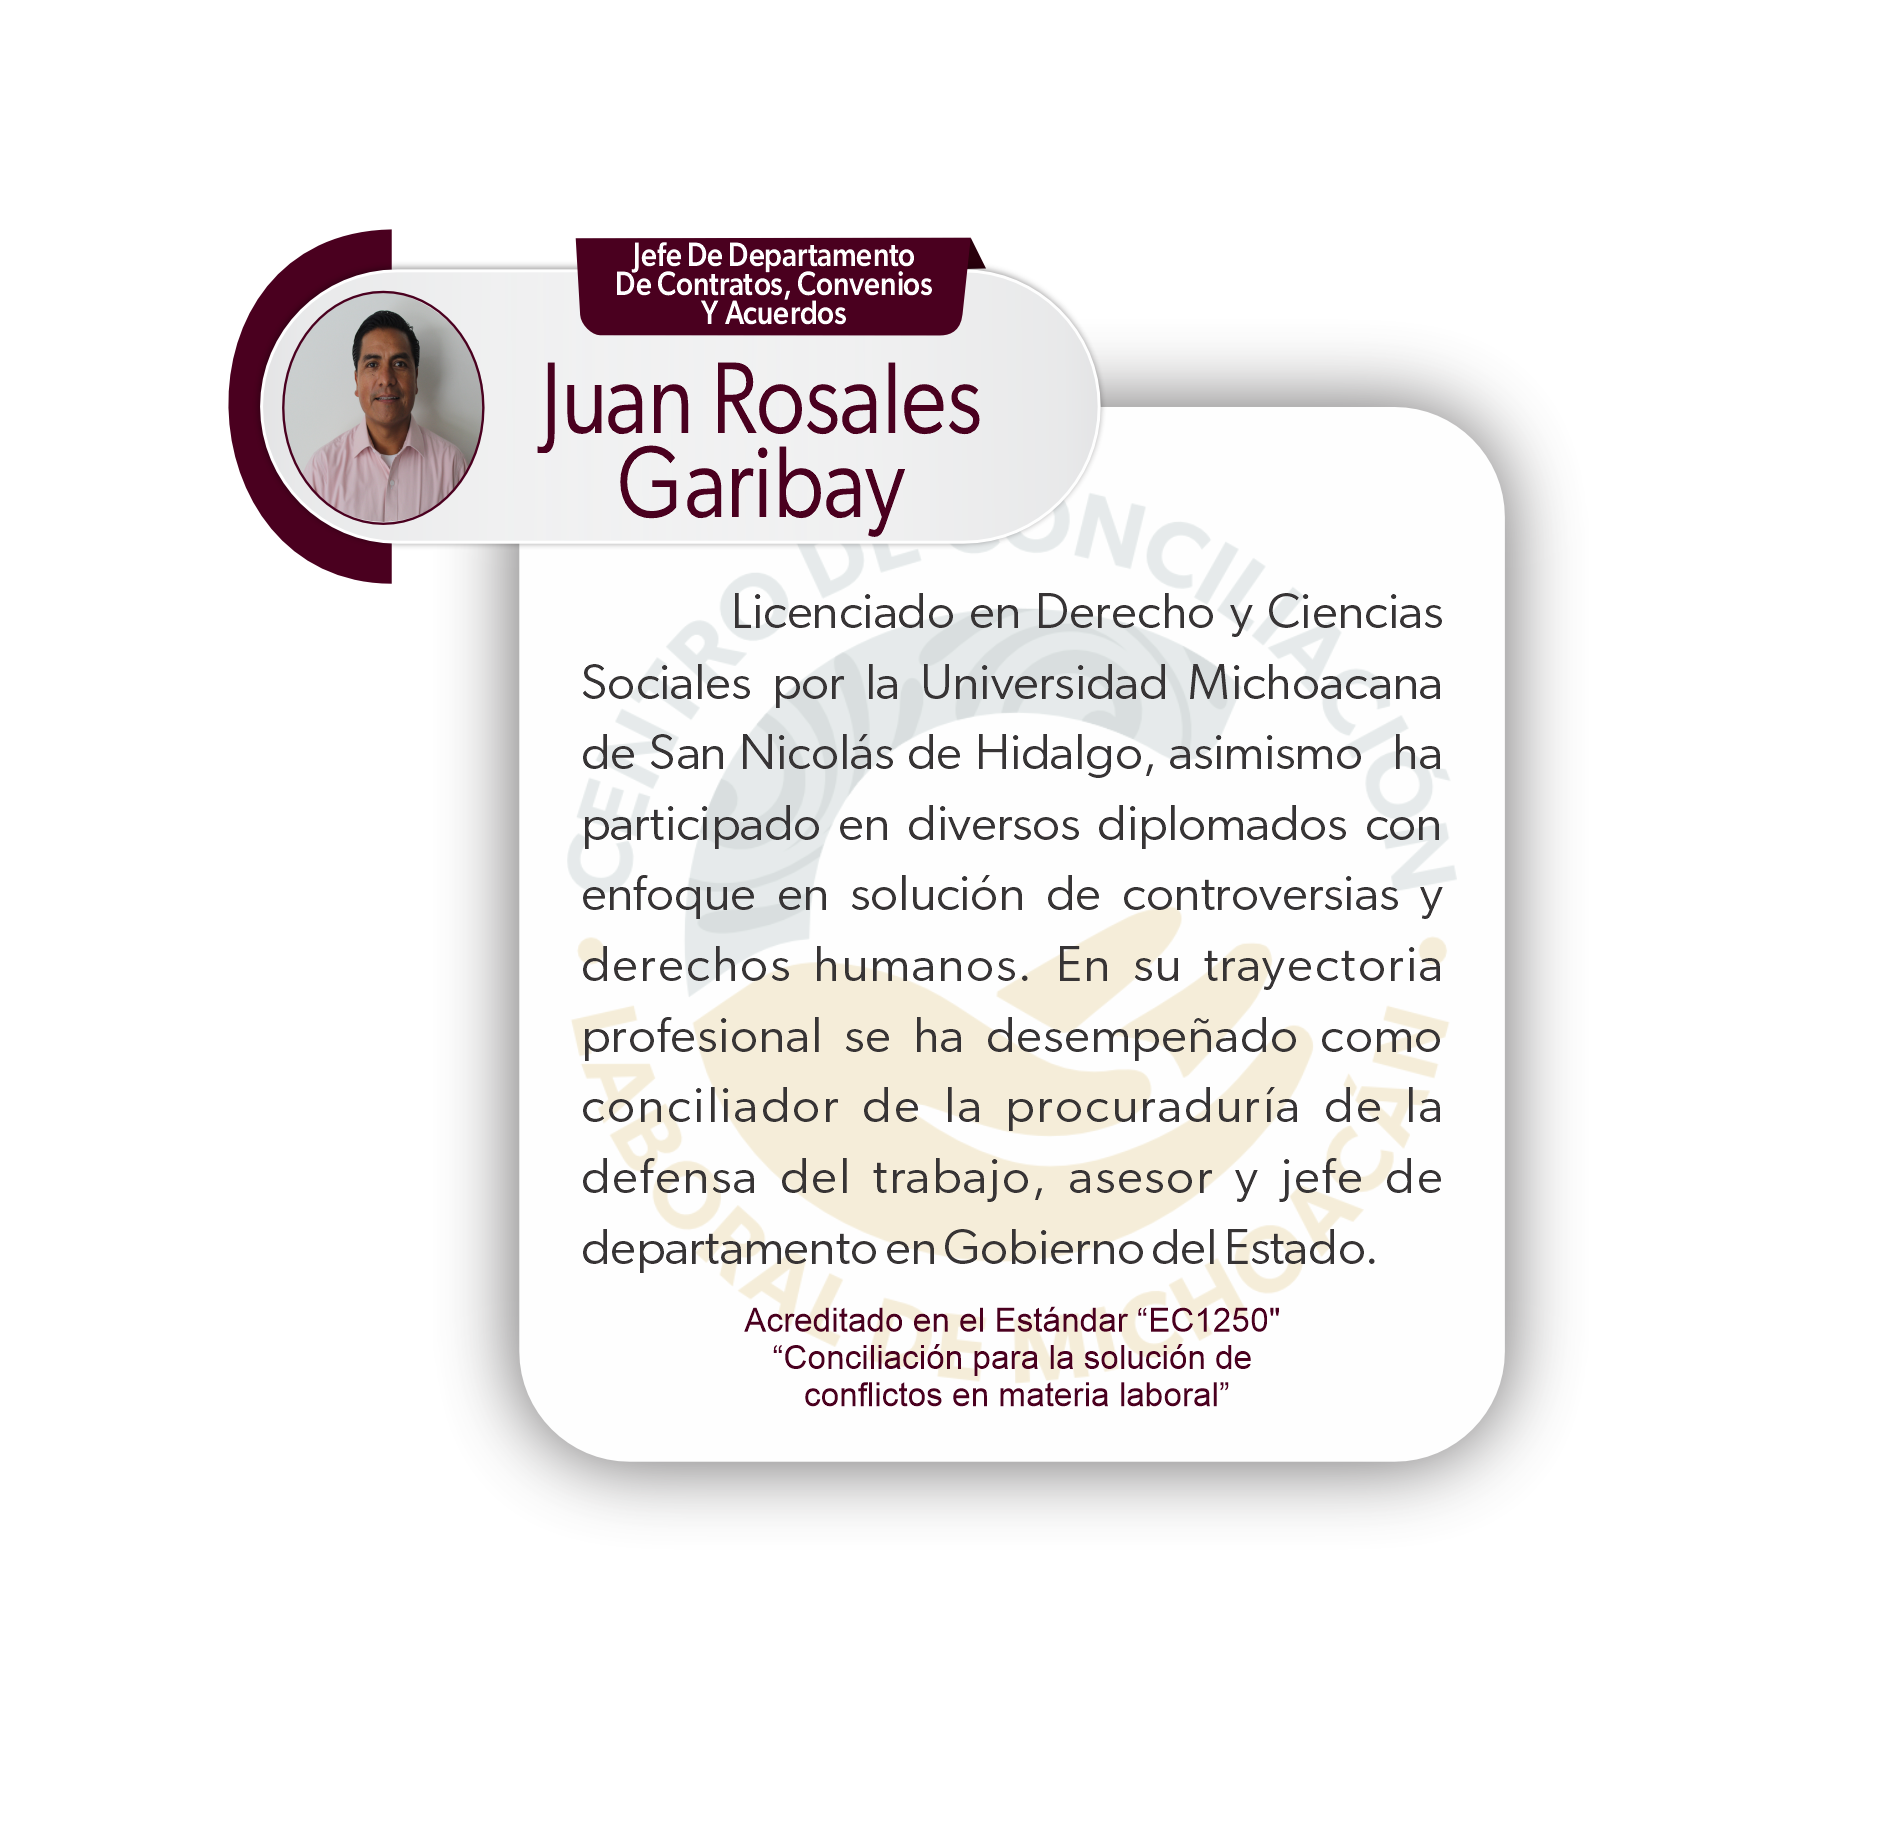 Jefe De Departamento
De Contratos, Convenios
Y Acuerdos
Juan Rosales
Garibay
CENTRO DE CONCILIACIÓN
Licenciado en Derecho y Ciencias
Sociales por la Universidad Michoacana
de San Nicolás de Hidalgo, asimismo ha
participado en diversos diplomados con
enfoque en solución de controversias y
derechos humanos. En su trayectoria
profesional se ha desempeñado como
conciliador de la procuraduría de la
defensa del trabajo, asesor y jefe de
departamento en Gobierno del Estado.
LABORAL DE MICHOACÁN
Acreditado en el Estándar “EC1250"
“Conciliación para la solución de
conflictos en materia laboral”